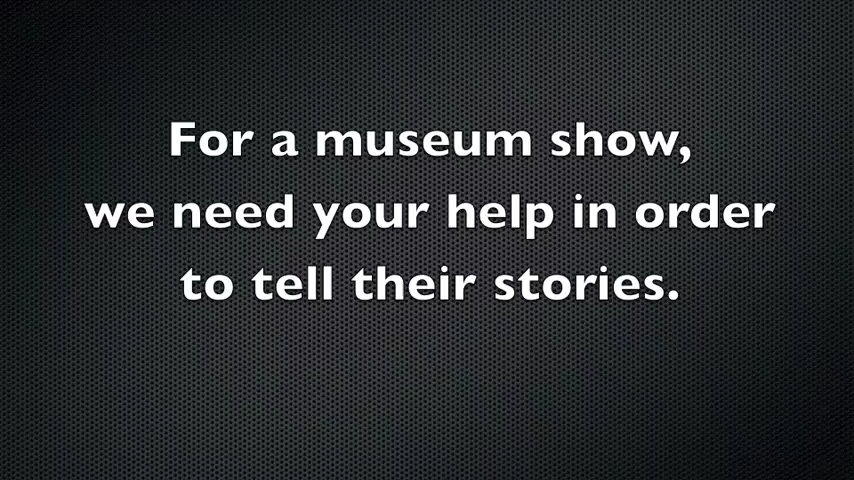 For a museum show,
we need your help in order
to tell their stories.